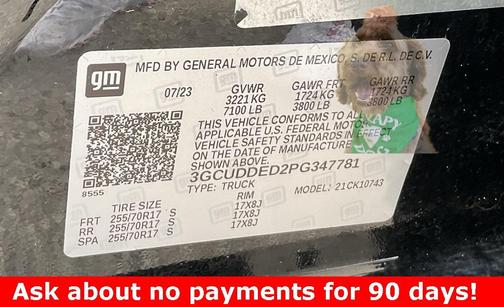 gm
MFD BY GENERAL MOTORS DE MEXICO, S. DE R.L. DE C.V.
07/23 GVWR GAWR FRT GAWR RR
3221 KG 1724 KG 1724 KG
7100 LB 3800 LB 3800 LB
THIS VEHICLE CONFORMS TO ALL
APPLICABLE U.S. FEDERAL MOTOR
VEHICLE SAFETY STANDARDS IN EFFECT
ON THE DATE OF MANUFACTURE
SHOWN ABOVE.
3GCUDDED2PG347781
8555
TYPE: TRUCK MODEL: 21CK10743
TIRE SIZE RIM
FRT 255/70R17 S 17X8J
RR 255/70R17 S 17X8J
SPA 255/70R17 S 17X8J
Ask about no payments for 90 days!